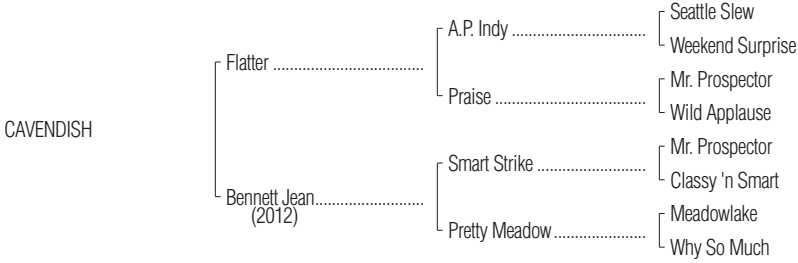 Seattle Slew
A.P. Indy ..................................
Weekend Surprise
Flatter ......................................
Mr. Prospector
Praise ......................................
Wild Applause
CAVENDISH
Mr. Prospector
Smart Strike ...........................
Classy 'n Smart
Bennett Jean...........................
(2012)
Meadowlake
Pretty Meadow .......................
Why So Much